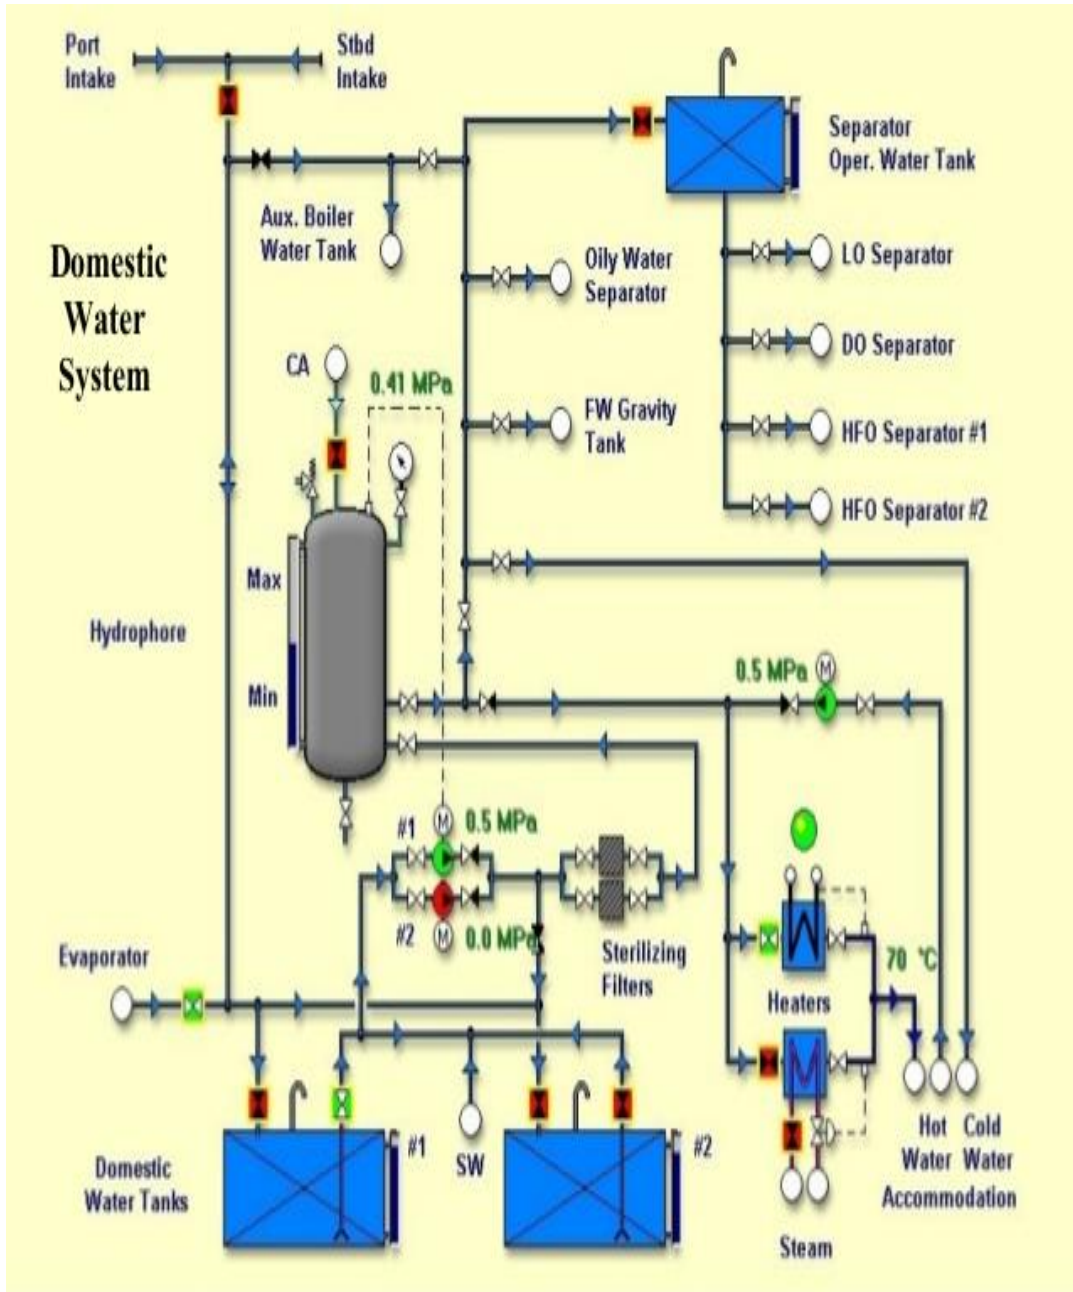 Port
Intake
Stbd
Intake
Separator
Oper. Water Tank
Aux. Boiler
Water Tank
Domestic
Water
System
Oily Water
Separator
LO Separator
DO Separator
CA
0.41 MPa
FW Gravity
Tank
HFO Separator #1
HFO Separator #2
Max
Hydrophore
Min
0.5 MPa
M
#1
M
0.5 MPa
#2
M
0.0 MPa
Sterilizing
Filters
Evaporator
70 °C
Heaters
Domestic
Water Tanks
#1
SW
#2
Hot
Water
Cold
Water
Accommodation
Steam